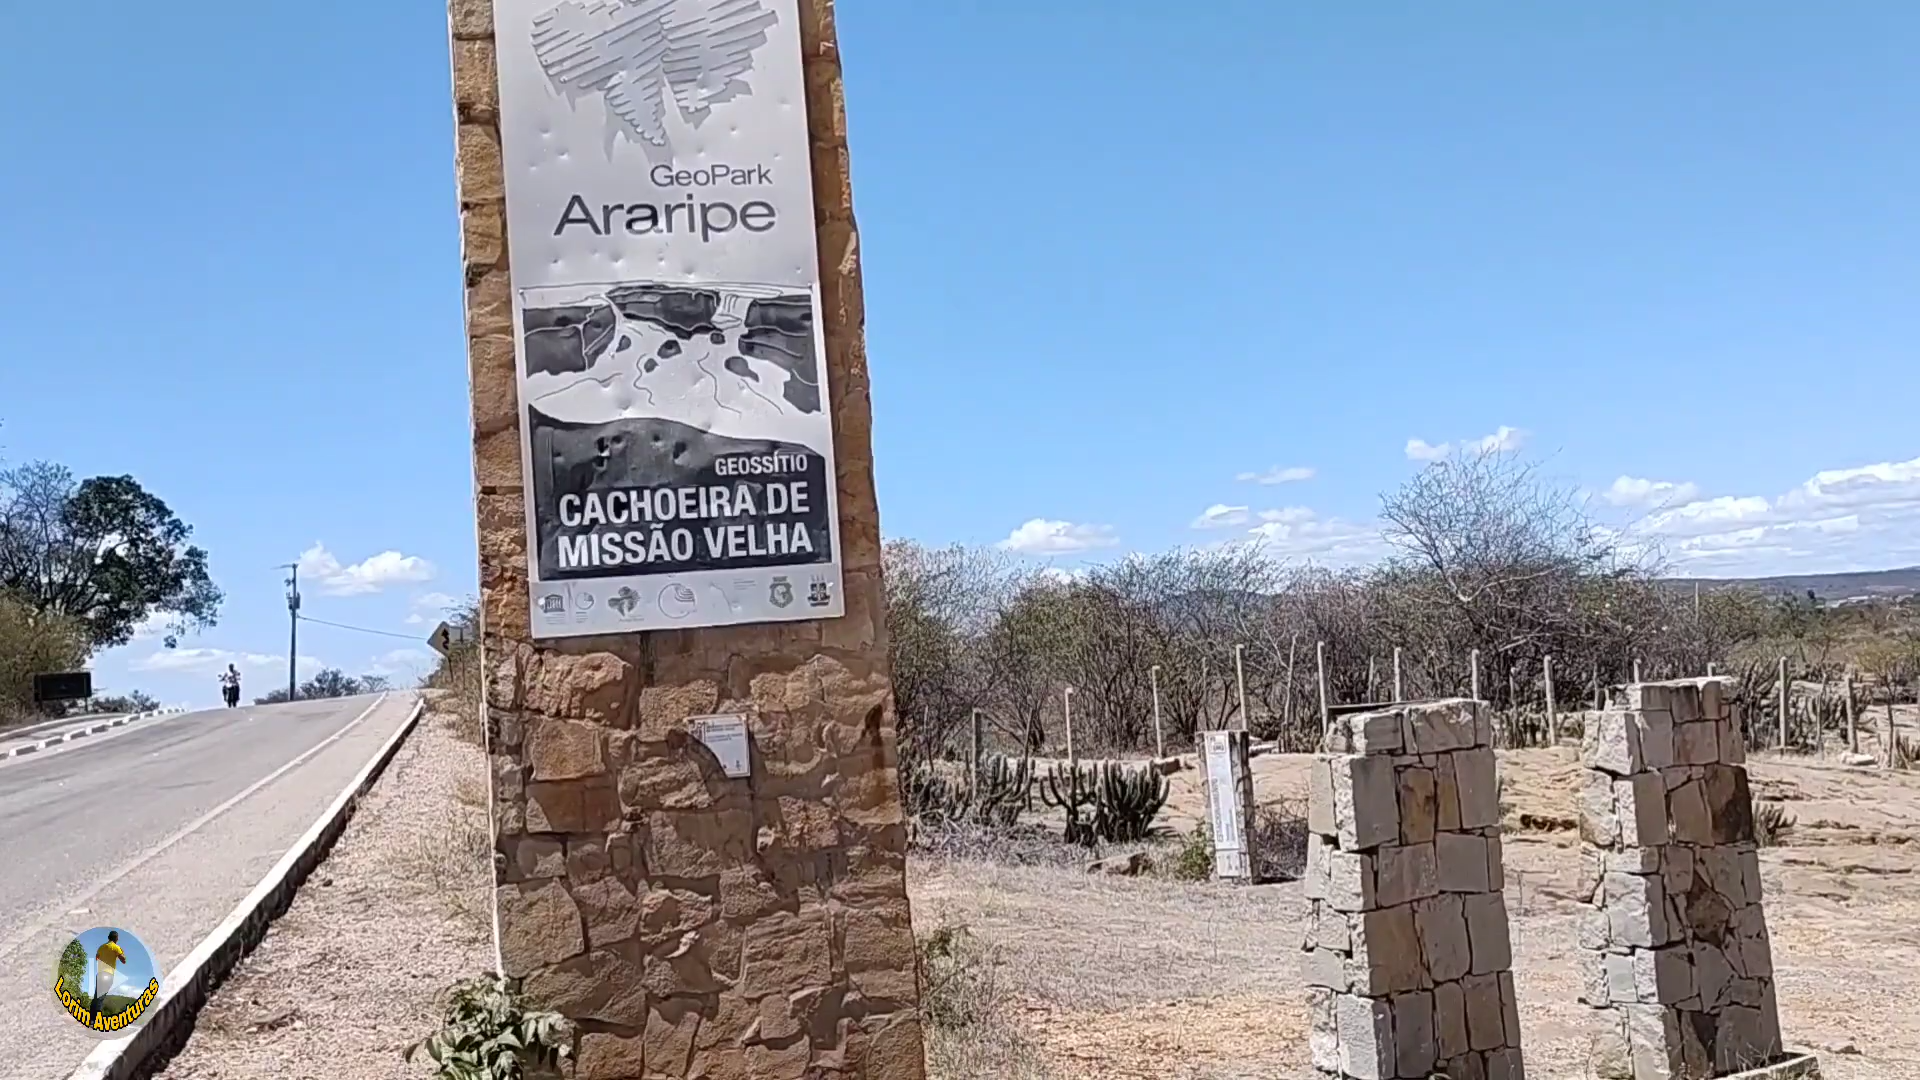 GeoPark
Araripe
GEOSSÍTIO
CACHOEIRA DE
MISSÃO VELHA
Lorim Aventuras